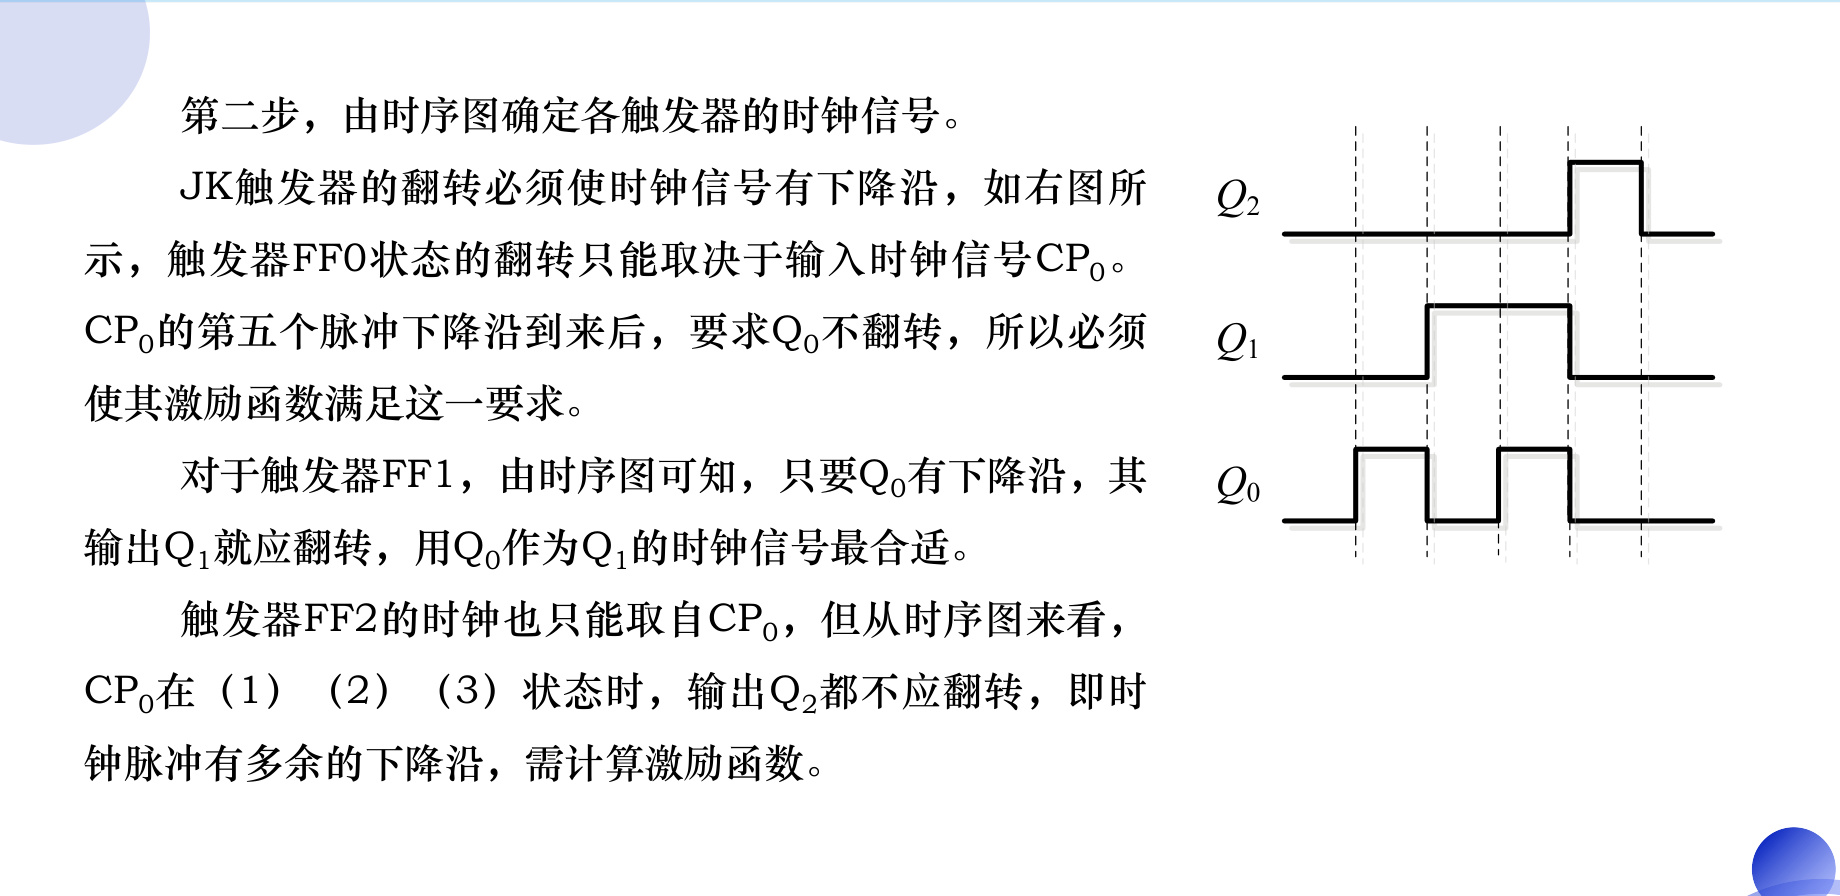 第二步，由时序图确定各触发器的时钟信号。
JK触发器的翻转必须使时钟信号有下降沿，如右图所
示，触发器FF0状态的翻转只能取决于输入时钟信号CP₀。
CP₀的第五个脉冲下降沿到来后，要求Q₀不翻转，所以必须
使其激励函数满足这一要求。
对于触发器FF1，由时序图可知，只要Q₀有下降沿，其
输出Q₁就应翻转，用Q₀作为Q₁的时钟信号最合适。
触发器FF2的时钟也只能取自CP₀，但从时序图来看，
CP₀在（1）（2）（3）状态时，输出Q₂都不应翻转，即时
钟脉冲有多余的下降沿，需计算激励函数。
Q₂
Q₁
Q₀